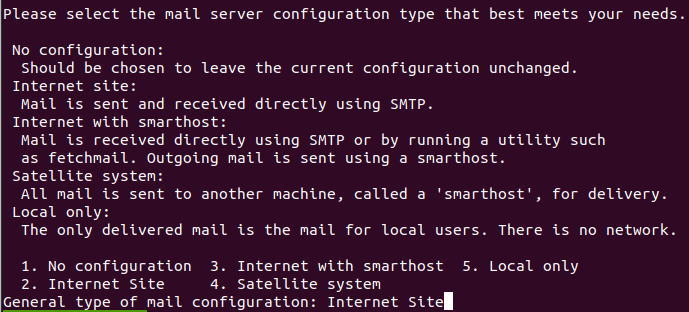 Please select the mail server configuration type that best meets your needs.
No configuration:
Should be chosen to leave the current configuration unchanged.
Internet site:
Mail is sent and received directly using SMTP.
Internet with smarthost:
Mail is received directly using SMTP or by running a utility such
as fetchmail. Outgoing mail is sent using a smarthost.
Satellite system:
All mail is sent to another machine, called a 'smarthost', for delivery.
Local only:
The only delivered mail is the mail for local users. There is no network.
1. No configuration  3. Internet with smarthost  5. Local only
2. Internet Site     4. Satellite system
General type of mail configuration: Internet Site